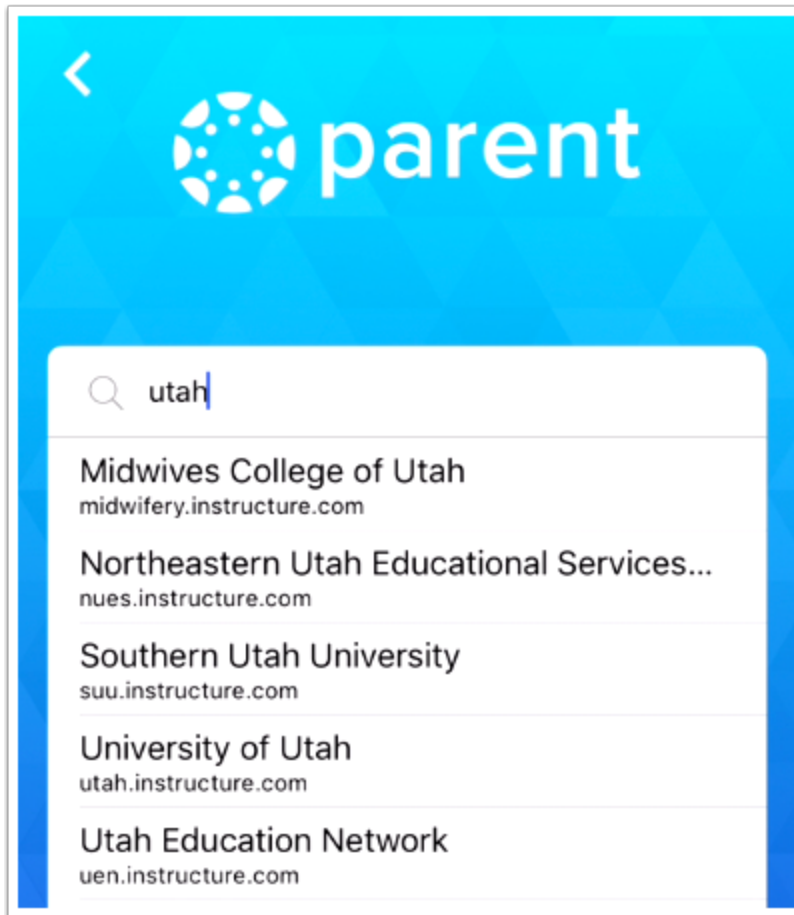 parent
utah
Midwives College of Utah
midwifery.instructure.com
Northeastern Utah Educational Services...
nues.instructure.com
Southern Utah University
suu.instructure.com
University of Utah
utah.instructure.com
Utah Education Network
uen.instructure.com